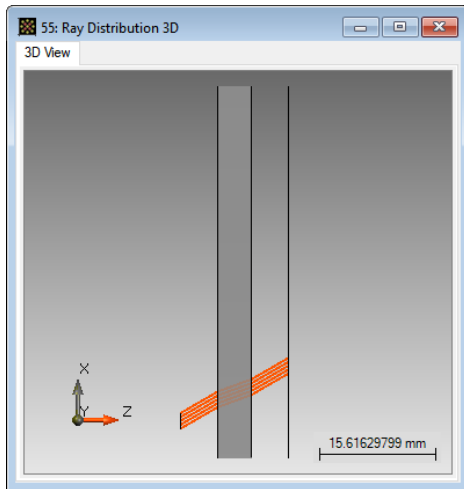 55: Ray Distribution 3D
3D View
X
Y
Z
15.61629799 mm